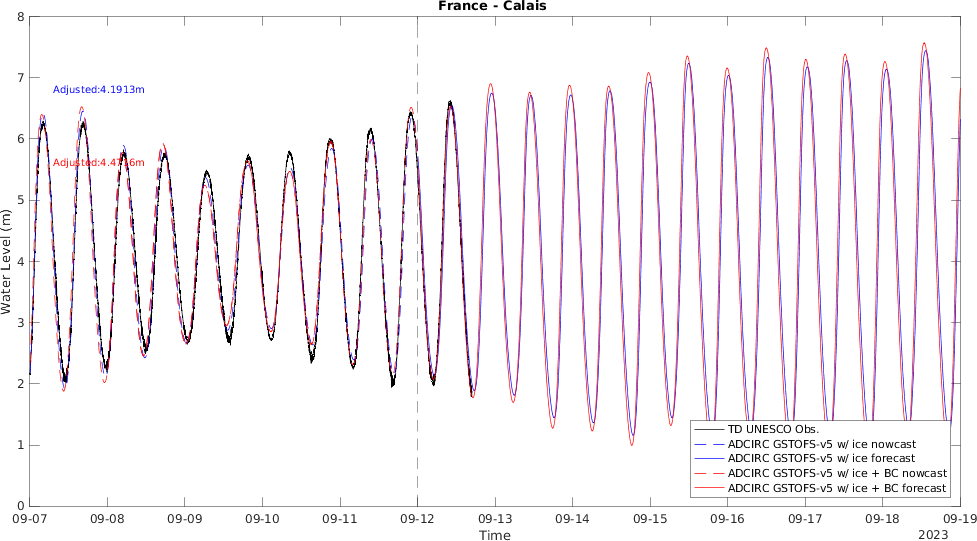 France - Calais
8
7
6
5
4
3
2
1
0
Water Level (m)
Adjusted:4.1913m
TD UNESCO Obs.
ADCIRC GSTOFS-v5 w/ ice nowcast
ADCIRC GSTOFS-v5 w/ ice forecast
ADCIRC GSTOFS-v5 w/ ice + BC nowcast
ADCIRC GSTOFS-v5 w/ ice + BC forecast
09-07 09-08 09-09 09-10 09-11 09-12 09-13 09-14 09-15 09-16 09-17 09-18 09-19
Time
2023